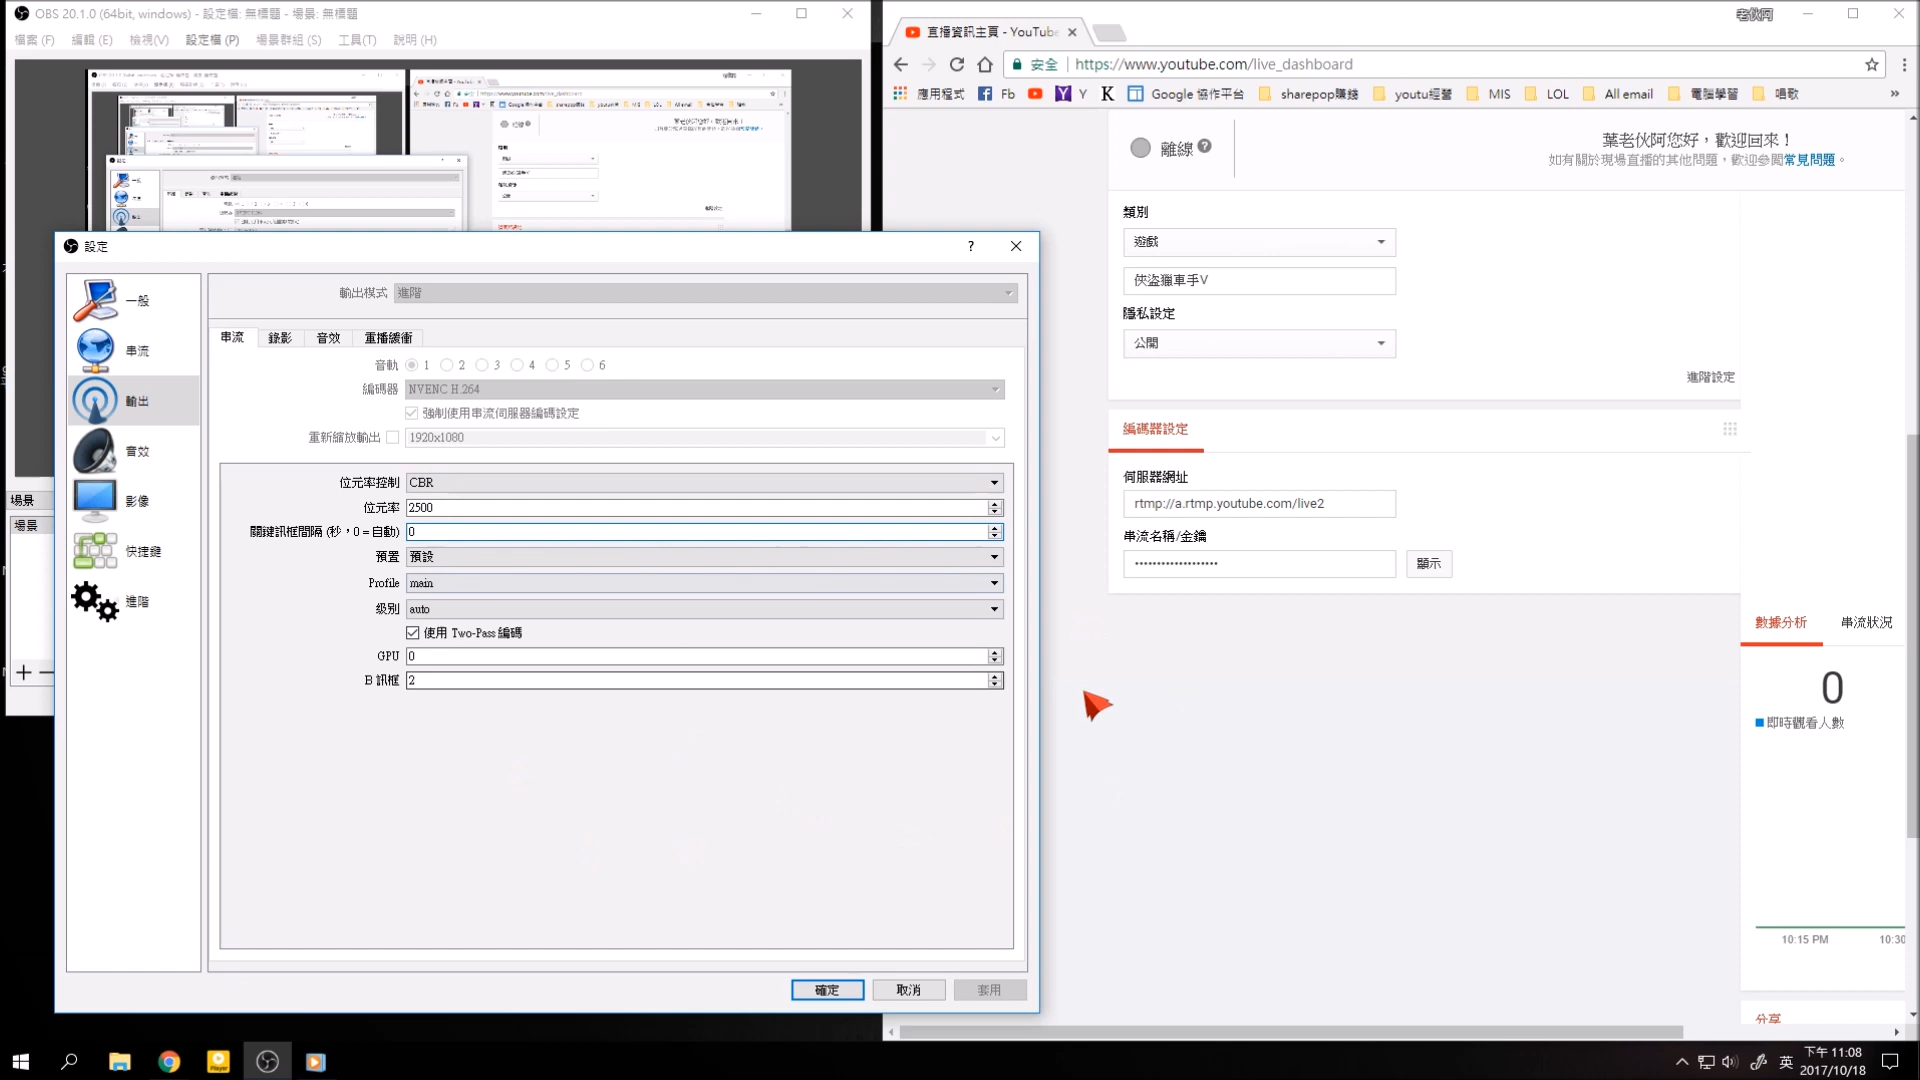 OBS 20.1.0 (64bit, windows) - 設定檔: 無標題 - 場景: 無標題
檔案 (F) 編輯 (E) 檢視(V) 設定檔 (P) 場景群組 (S) 工具(T) 說明 (H)
場景
場景
設定
?
一般
串流
輸出
音效
影像
快捷鍵
進階
輸出模式 進階
串流 錄影 音效 重播緩衝
音軌 1 2 3 4 5 6
編碼器 NVENC H.264
強制使用串流伺服器編碼設定
重新縮放輸出 1920x1080
位元率控制 CBR
位元率 2500
關鍵訊框間隔 (秒，0 = 自動) 0
預置 預設
Profile main
級別 auto
使用 Two-Pass 編碼
GPU 0
B 訊框 2
確定 取消 套用
老伙阿
直播資訊主頁 - YouTube
安全 https://www.youtube.com/live_dashboard
應用程式 Fb Y K Google 協作平台 sharepop賺錢 youtu經營 MIS LOL All email 電腦學習 唱歌 »
離線 ?
葉老伙阿您好，歡迎回來！
如有關於現場直播的其他問題，歡迎參閱常見問題。
類別
遊戲
俠盜獵車手V
隱私設定
公開
進階設定
編碼器設定
伺服器網址
rtmp://a.rtmp.youtube.com/live2
串流名稱/金鑰
••••••••••••••••••• 顯示
數據分析 串流狀況
0
即時觀看人數
10:15 PM 10:30
分享
Player
英
下午 11:08
2017/10/18